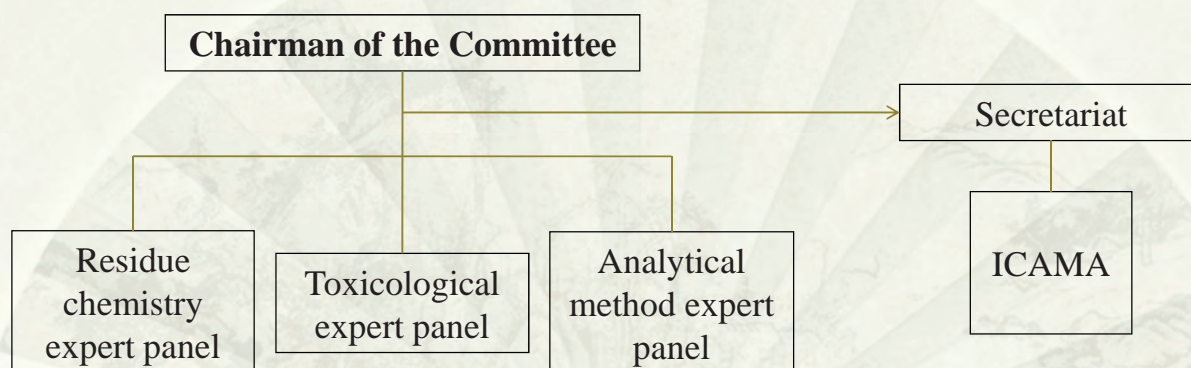 Chairman of the Committee
Secretariat
Residue
chemistry
expert panel
Toxicological
expert panel
Analytical
method expert
panel
ICAMA